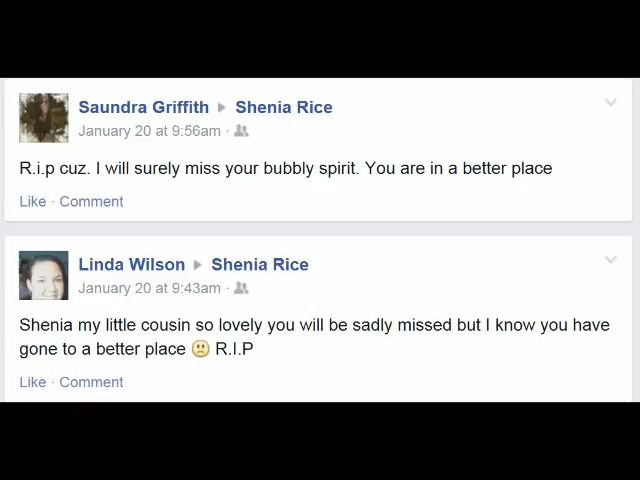 Saundra Griffith ▸ Shenia Rice
January 20 at 9:56am ·
R.i.p cuz. I will surely miss your bubbly spirit. You are in a better place
Like · Comment
Linda Wilson ▸ Shenia Rice
January 20 at 9:43am ·
Shenia my little cousin so lovely you will be sadly missed but I know you have
gone to a better place 🙁 R.I.P
Like · Comment